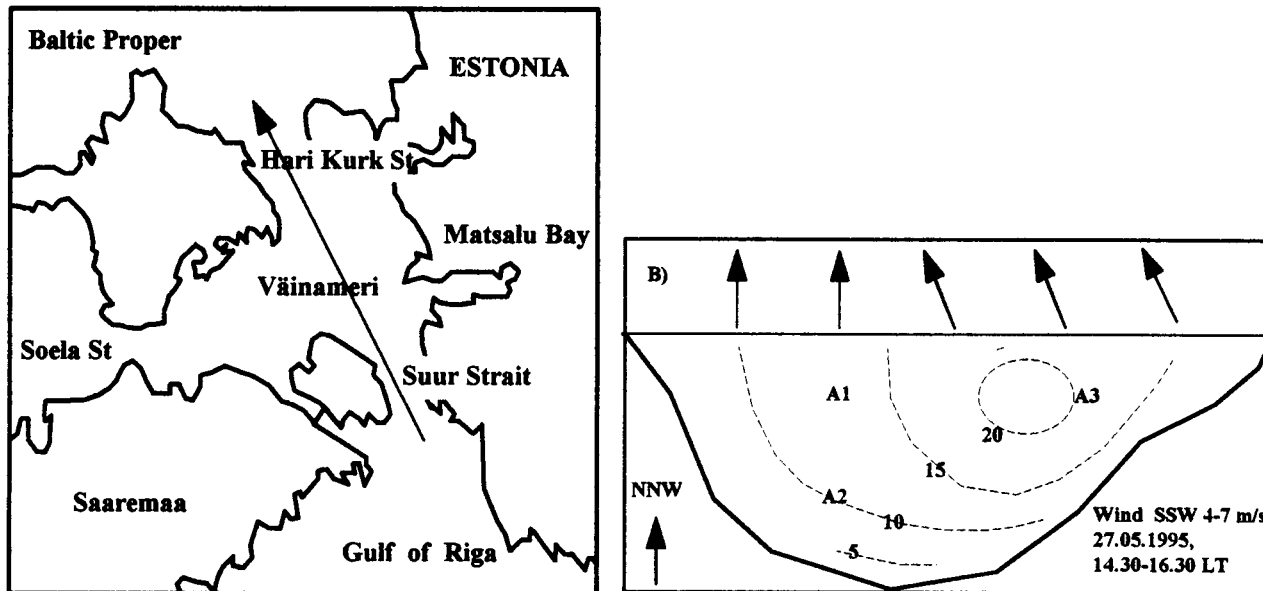 Baltic Proper
ESTONIA
Hari Kurk St
Matsalu Bay
Väinameri
Soela St
Suur Strait
Saaremaa
Gulf of Riga
B)
A1
A3
20
15
NNW
A2
10
5
Wind SSW 4-7 m/s
27.05.1995,
14.30-16.30 LT